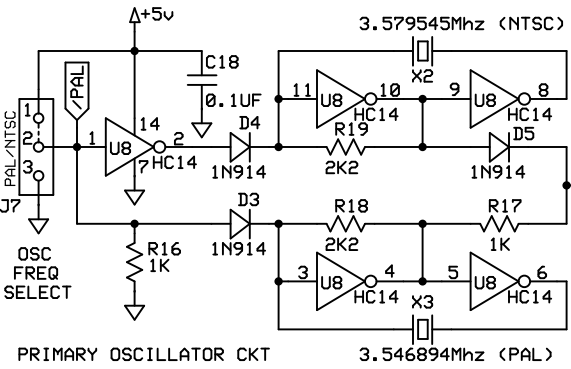 +5v
3.579545Mhz (NTSC)
X2
C18
0.1UF
/PAL
PAL/NTSC
1
2
3
J7
1
14
U8
2
7
HC14
D4
1N914
11
U8
10
HC14
9
U8
8
HC14
R19
2K2
D5
1N914
D3
1N914
R18
2K2
R17
1K
R16
1K
OSC
FREQ
SELECT
3
U8
4
HC14
5
U8
6
HC14
X3
PRIMARY OSCILLATOR CKT
3.546894Mhz (PAL)